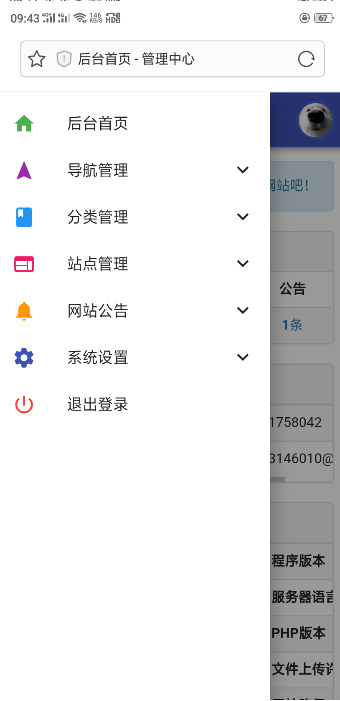 09:43
67
后台首页 - 管理中心
后台首页
导航管理
网站吧！
分类管理
站点管理
公告
网站公告
1条
系统设置
退出登录
1758042
3146010@
程序版本
服务器语言
PHP版本
文件上传许